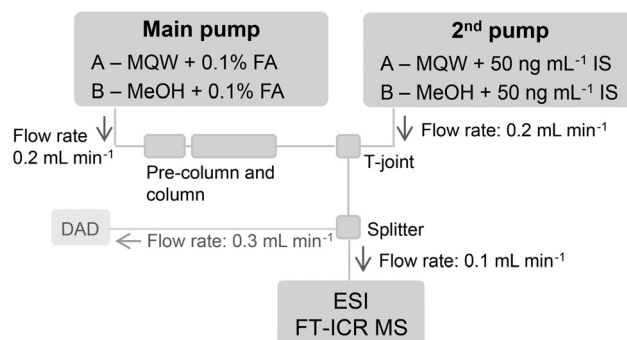 Main pump
A – MQW + 0.1% FA
B – MeOH + 0.1% FA
2nd pump
A – MQW + 50 ng mL-1 IS
B – MeOH + 50 ng mL-1 IS
Flow rate
0.2 mL min-1
Flow rate: 0.2 mL min-1
Pre-column and
column
T-joint
DAD
Flow rate: 0.3 mL min-1
Splitter
Flow rate: 0.1 mL min-1
ESI
FT-ICR MS